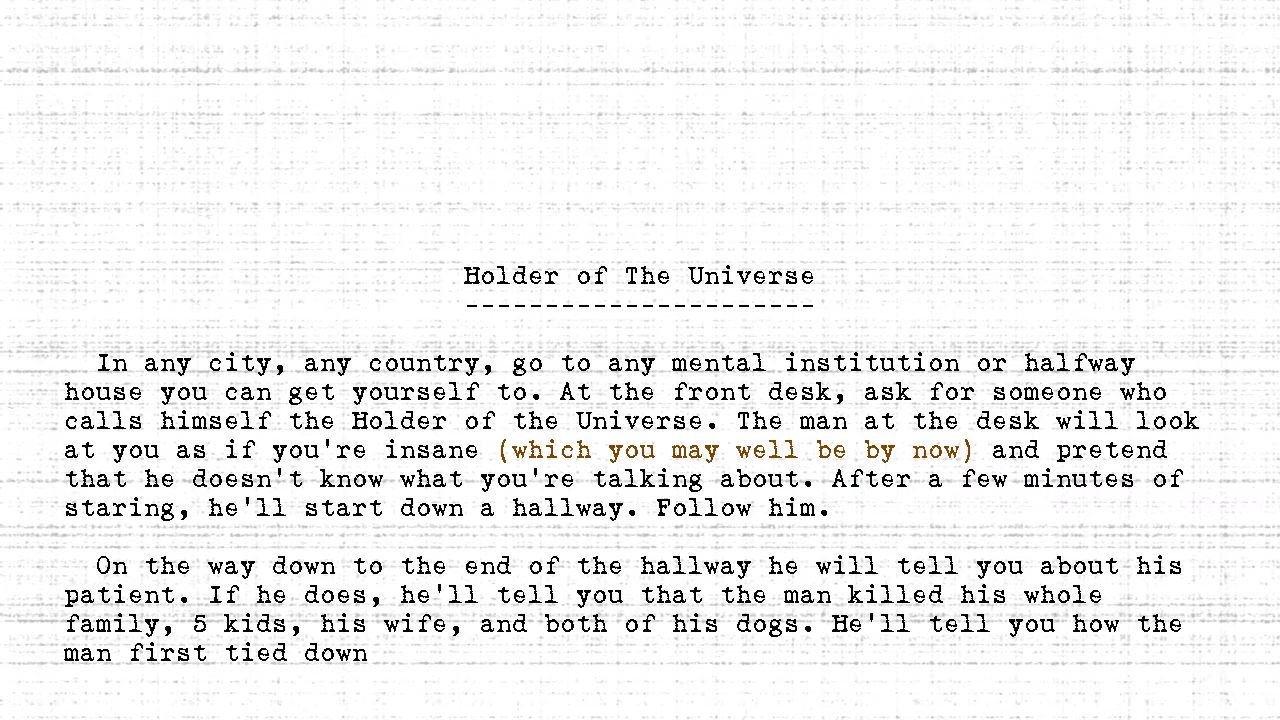 Holder of The Universe
----------------------
In any city, any country, go to any mental institution or halfway
house you can get yourself to. At the front desk, ask for someone who
calls himself the Holder of the Universe. The man at the desk will look
at you as if you're insane (which you may well be by now) and pretend
that he doesn't know what you're talking about. After a few minutes of
staring, he'll start down a hallway. Follow him.
On the way down to the end of the hallway he will tell you about his
patient. If he does, he'll tell you that the man killed his whole
family, 5 kids, his wife, and both of his dogs. He'll tell you how the
man first tied down